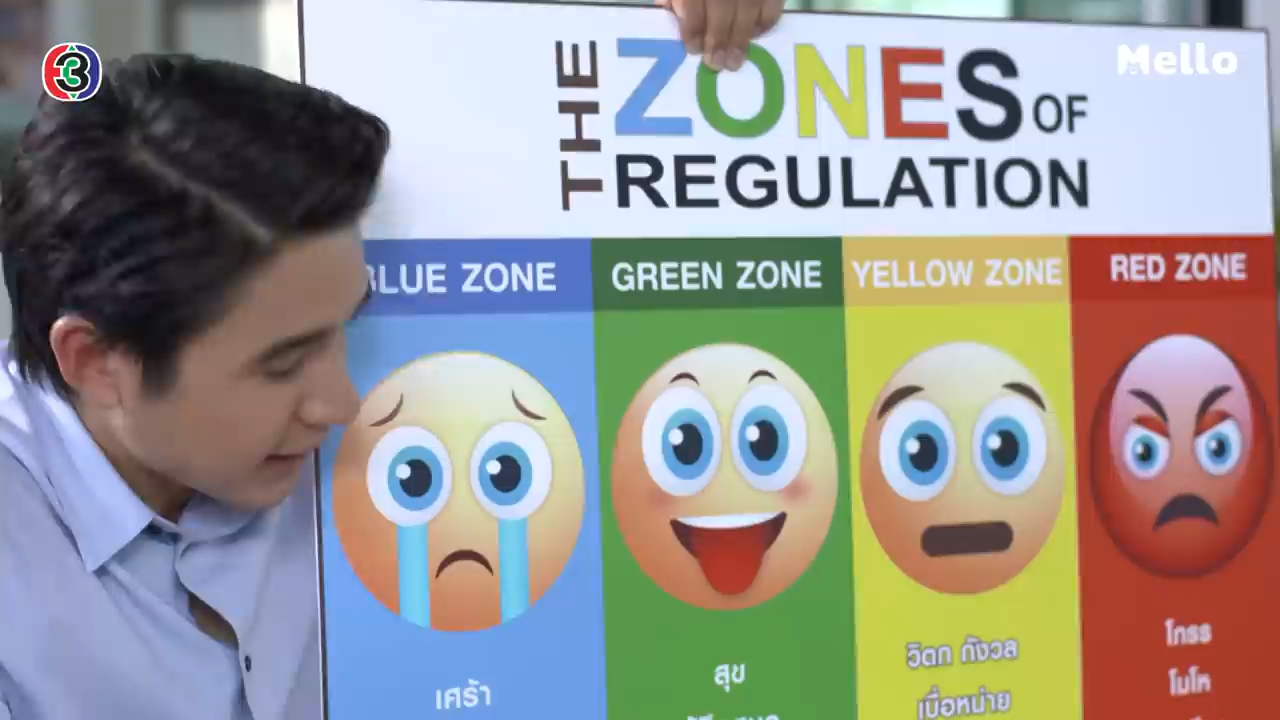 3
Mello
THE
ZONES OF
REGULATION
BLUE ZONE
GREEN ZONE
YELLOW ZONE
RED ZONE
เศร้า
สุข
วิตก กังวล
เบื่อหน่าย
โกรธ
โมโห